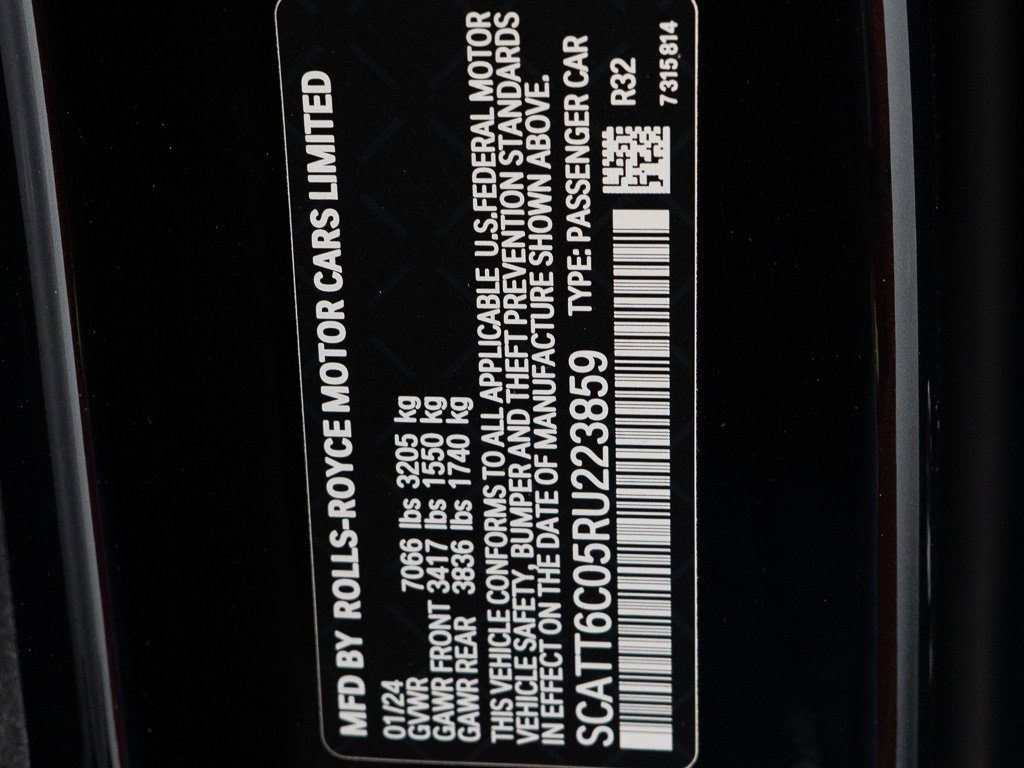 MFD BY ROLLS-ROYCE MOTOR CARS LIMITED
01/24
GVWR 7066 lbs 3205 kg
GAWR FRONT 3417 lbs 1550 kg
GAWR REAR 3836 lbs 1740 kg
THIS VEHICLE CONFORMS TO ALL APPLICABLE U.S.FEDERAL MOTOR
VEHICLE SAFETY, BUMPER AND THEFT PREVENTION STANDARDS
IN EFFECT ON THE DATE OF MANUFACTURE SHOWN ABOVE.
SCATT6C05RU223859 TYPE: PASSENGER CAR
R32
7315814